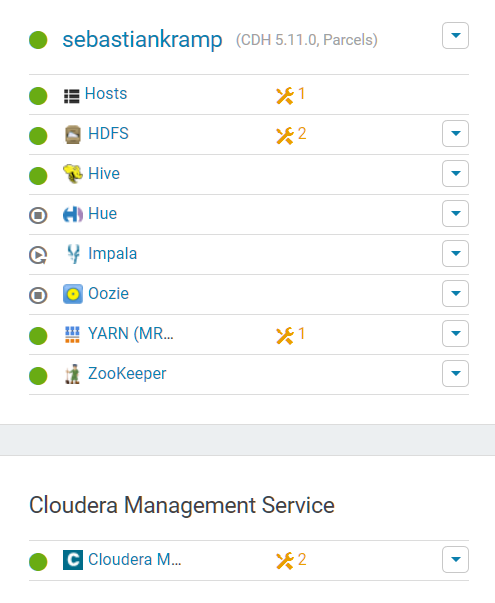 sebastiankramp (CDH 5.11.0, Parcels)
Hosts 1
HDFS 2
Hive
Hue
Impala
Oozie
YARN (MR... 1
ZooKeeper
Cloudera Management Service
C Cloudera M... 2